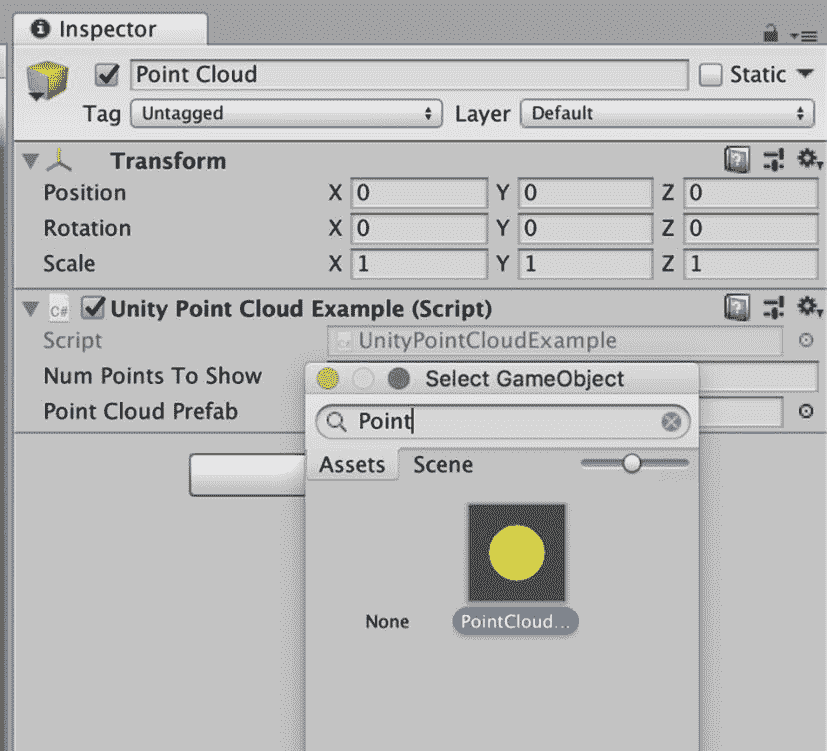 Inspector
Point Cloud Static
Tag Untagged Layer Default
Transform
Position X 0 Y 0 Z 0
Rotation X 0 Y 0 Z 0
Scale X 1 Y 1 Z 1
C# Unity Point Cloud Example (Script)
Script UnityPointCloudExample
Num Points To Show
Point Cloud Prefab
Select GameObject
Point
Assets Scene
None PointCloud...